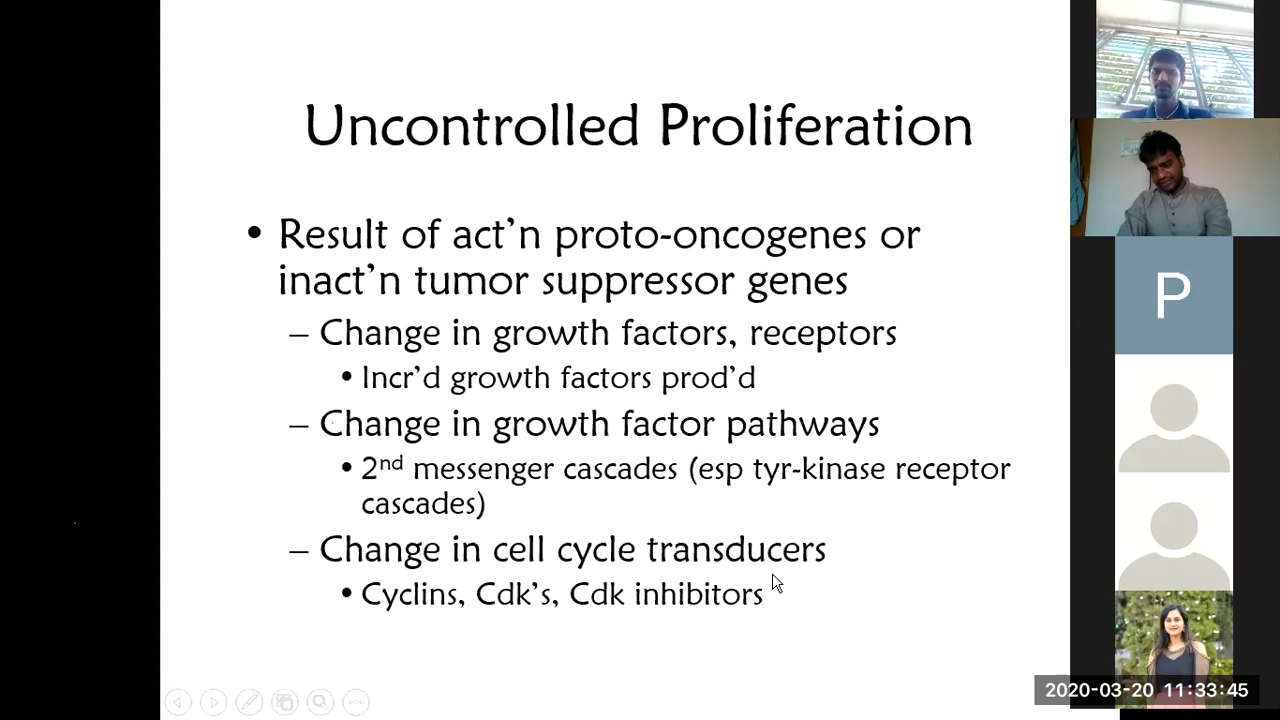 Uncontrolled Proliferation
• Result of act’n proto-oncogenes or
inact’n tumor suppressor genes
– Change in growth factors, receptors
• Incr’d growth factors prod’d
– Change in growth factor pathways
• 2nd messenger cascades (esp tyr-kinase receptor
cascades)
– Change in cell cycle transducers
• Cyclins, Cdk’s, Cdk inhibitors
P
2020-03-20 11:33:45